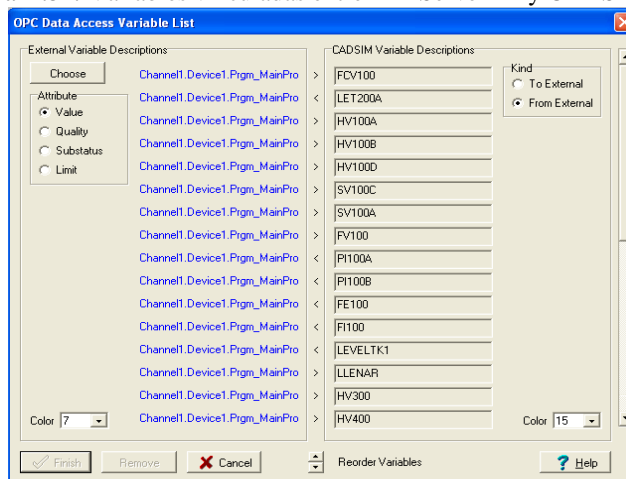 OPC Data Access Variable List
External Variable Descriptions
CADSIM Variable Descriptions
Choose
Attribute
Value
Quality
Substatus
Limit
Channel1.Device1.Prgm_MainPro > FCV100
Channel1.Device1.Prgm_MainPro < LET200A
Channel1.Device1.Prgm_MainPro > HV100A
Channel1.Device1.Prgm_MainPro > HV100B
Channel1.Device1.Prgm_MainPro > HV100D
Channel1.Device1.Prgm_MainPro > SV100C
Channel1.Device1.Prgm_MainPro > SV100A
Channel1.Device1.Prgm_MainPro > FV100
Channel1.Device1.Prgm_MainPro < PI100A
Channel1.Device1.Prgm_MainPro < PI100B
Channel1.Device1.Prgm_MainPro < FE100
Channel1.Device1.Prgm_MainPro < FI100
Channel1.Device1.Prgm_MainPro < LEVELTK1
Channel1.Device1.Prgm_MainPro > LLENAR
Channel1.Device1.Prgm_MainPro > HV300
Channel1.Device1.Prgm_MainPro > HV400
Kind
To External
From External
Color 7
Color 15
Finish
Remove
Cancel
Reorder Variables
Help